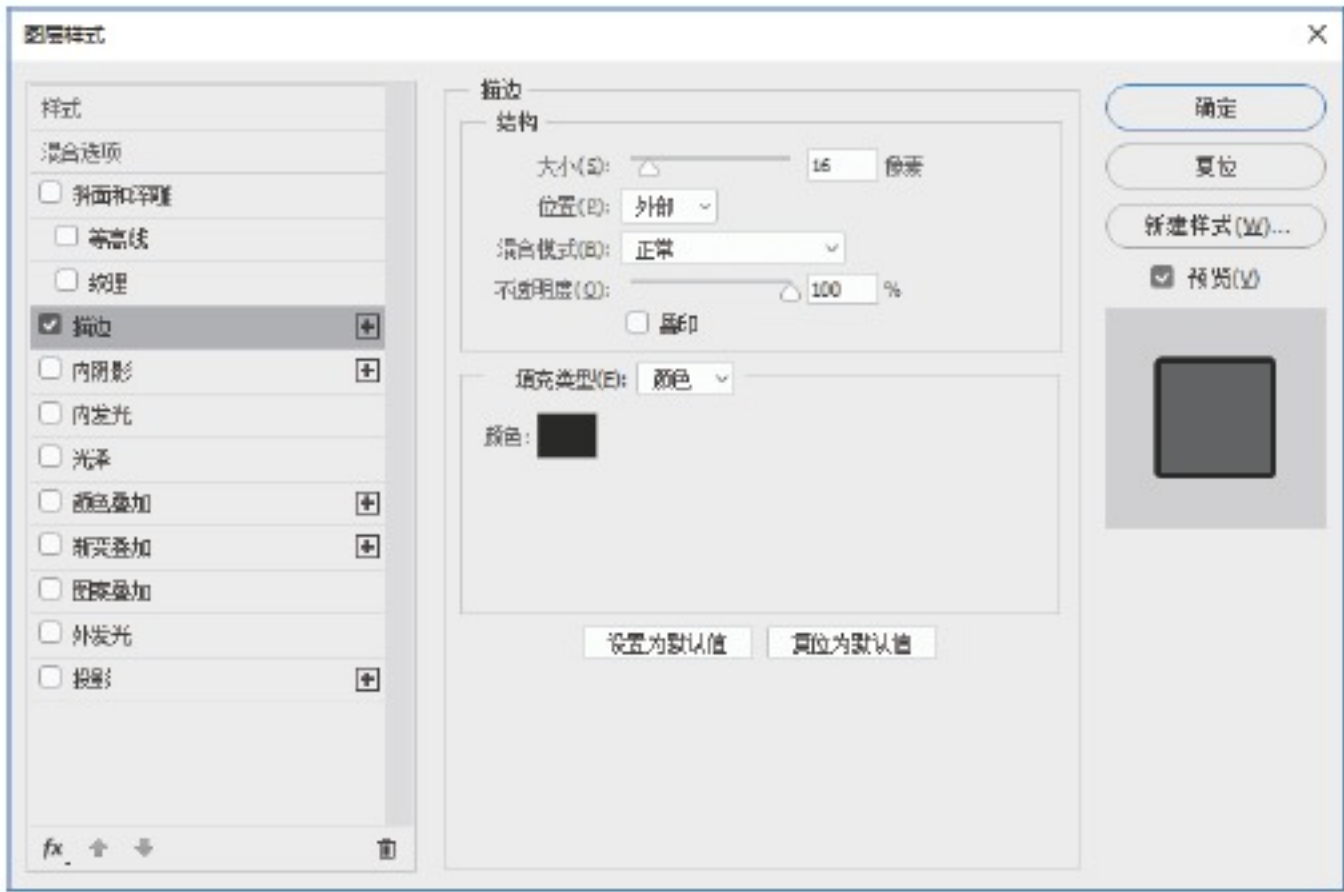 图层样式
样式
混合选项
斜面和浮雕
等高线
纹理
描边
内阴影
内发光
光泽
颜色叠加
渐变叠加
图案叠加
外发光
投影
fx
描边
结构
大小(S): 16 像素
位置(P): 外部
混合模式(B): 正常
不透明度(O): 100 %
叠印
填充类型(F): 颜色
颜色:
设置为默认值 复位为默认值
确定
复位
新建样式(W)...
预览(V)